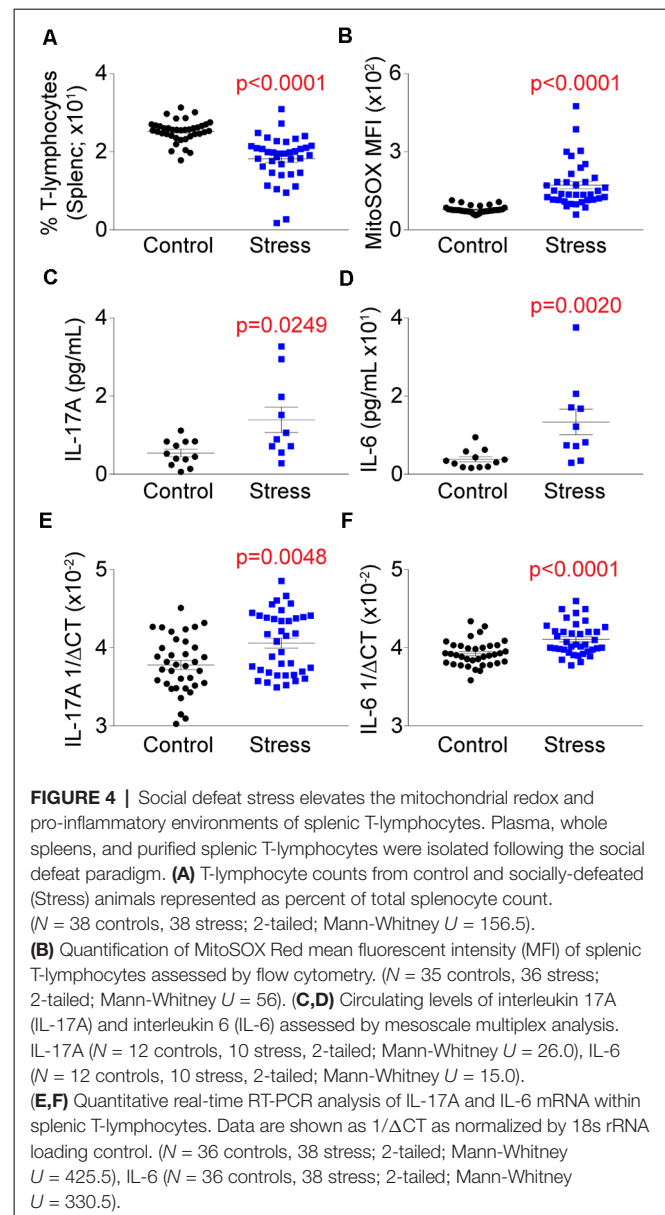 A
B
% T-lymphocytes
(Splenc; x10¹)
4
2
0
p<0.0001
Control
Stress
MitoSOX MFI (x10²)
6
3
0
p<0.0001
Control
Stress
C
D
IL-17A (pg/mL)
4
2
0
p=0.0249
Control
Stress
IL-6 (pg/mL x10¹)
4
2
0
p=0.0020
Control
Stress
E
F
IL-17A 1/ΔCT (x10⁻²)
5
4
3
p=0.0048
Control
Stress
IL-6 1/ΔCT (x10⁻²)
5
4
3
p<0.0001
Control
Stress
FIGURE 4 | Social defeat stress elevates the mitochondrial redox and
pro-inflammatory environments of splenic T-lymphocytes. Plasma, whole
spleens, and purified splenic T-lymphocytes were isolated following the social
defeat paradigm. (A) T-lymphocyte counts from control and socially-defeated
(Stress) animals represented as percent of total splenocyte count.
(N = 38 controls, 38 stress; 2-tailed; Mann-Whitney U = 156.5).
(B) Quantification of MitoSOX Red mean fluorescent intensity (MFI) of splenic
T-lymphocytes assessed by flow cytometry. (N = 35 controls, 36 stress;
2-tailed; Mann-Whitney U = 56). (C,D) Circulating levels of interleukin 17A
(IL-17A) and interleukin 6 (IL-6) assessed by mesoscale multiplex analysis.
IL-17A (N = 12 controls, 10 stress, 2-tailed; Mann-Whitney U = 26.0), IL-6
(N = 12 controls, 10 stress, 2-tailed; Mann-Whitney U = 15.0).
(E,F) Quantitative real-time RT-PCR analysis of IL-17A and IL-6 mRNA within
splenic T-lymphocytes. Data are shown as 1/ΔCT as normalized by 18s rRNA
loading control. (N = 36 controls, 38 stress; 2-tailed; Mann-Whitney
U = 425.5), IL-6 (N = 36 controls, 38 stress; 2-tailed; Mann-Whitney
U = 330.5).